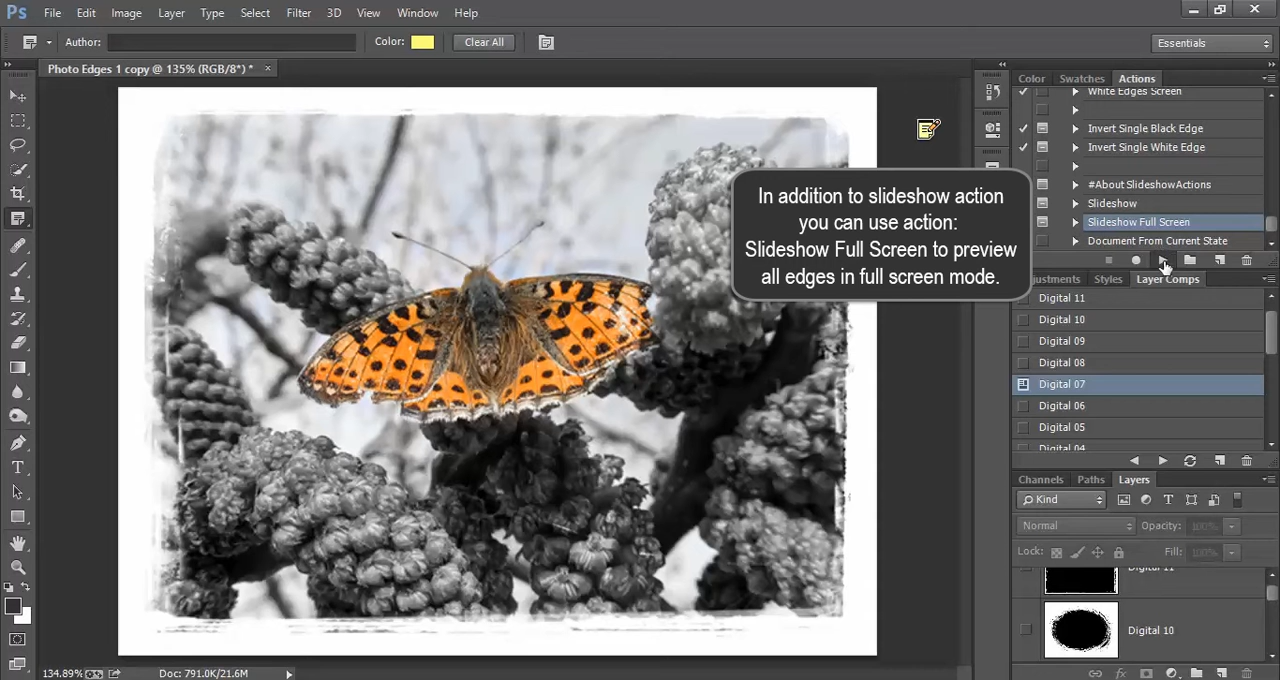 Ps File Edit Image Layer Type Select Filter 3D View Window Help
Author: Color: Clear All Essentials
Photo Edges 1 copy @ 135% (RGB/8*) * ×
Color Swatches Actions
White Edges Screen
Invert Single Black Edge
Invert Single White Edge
#About SlideshowActions
Slideshow
Slideshow Full Screen
Document From Current State
In addition to slideshow action
you can use action:
Slideshow Full Screen to preview
all edges in full screen mode.
djustments Styles Layer Comps
Digital 11
Digital 10
Digital 09
Digital 08
Digital 07
Digital 06
Digital 05
Digital 04
Channels Paths Layers
Kind
Normal Opacity: 100%
Lock: Fill: 100%
Digital 11
Digital 10
134.89% Doc: 791.0K/21.6M